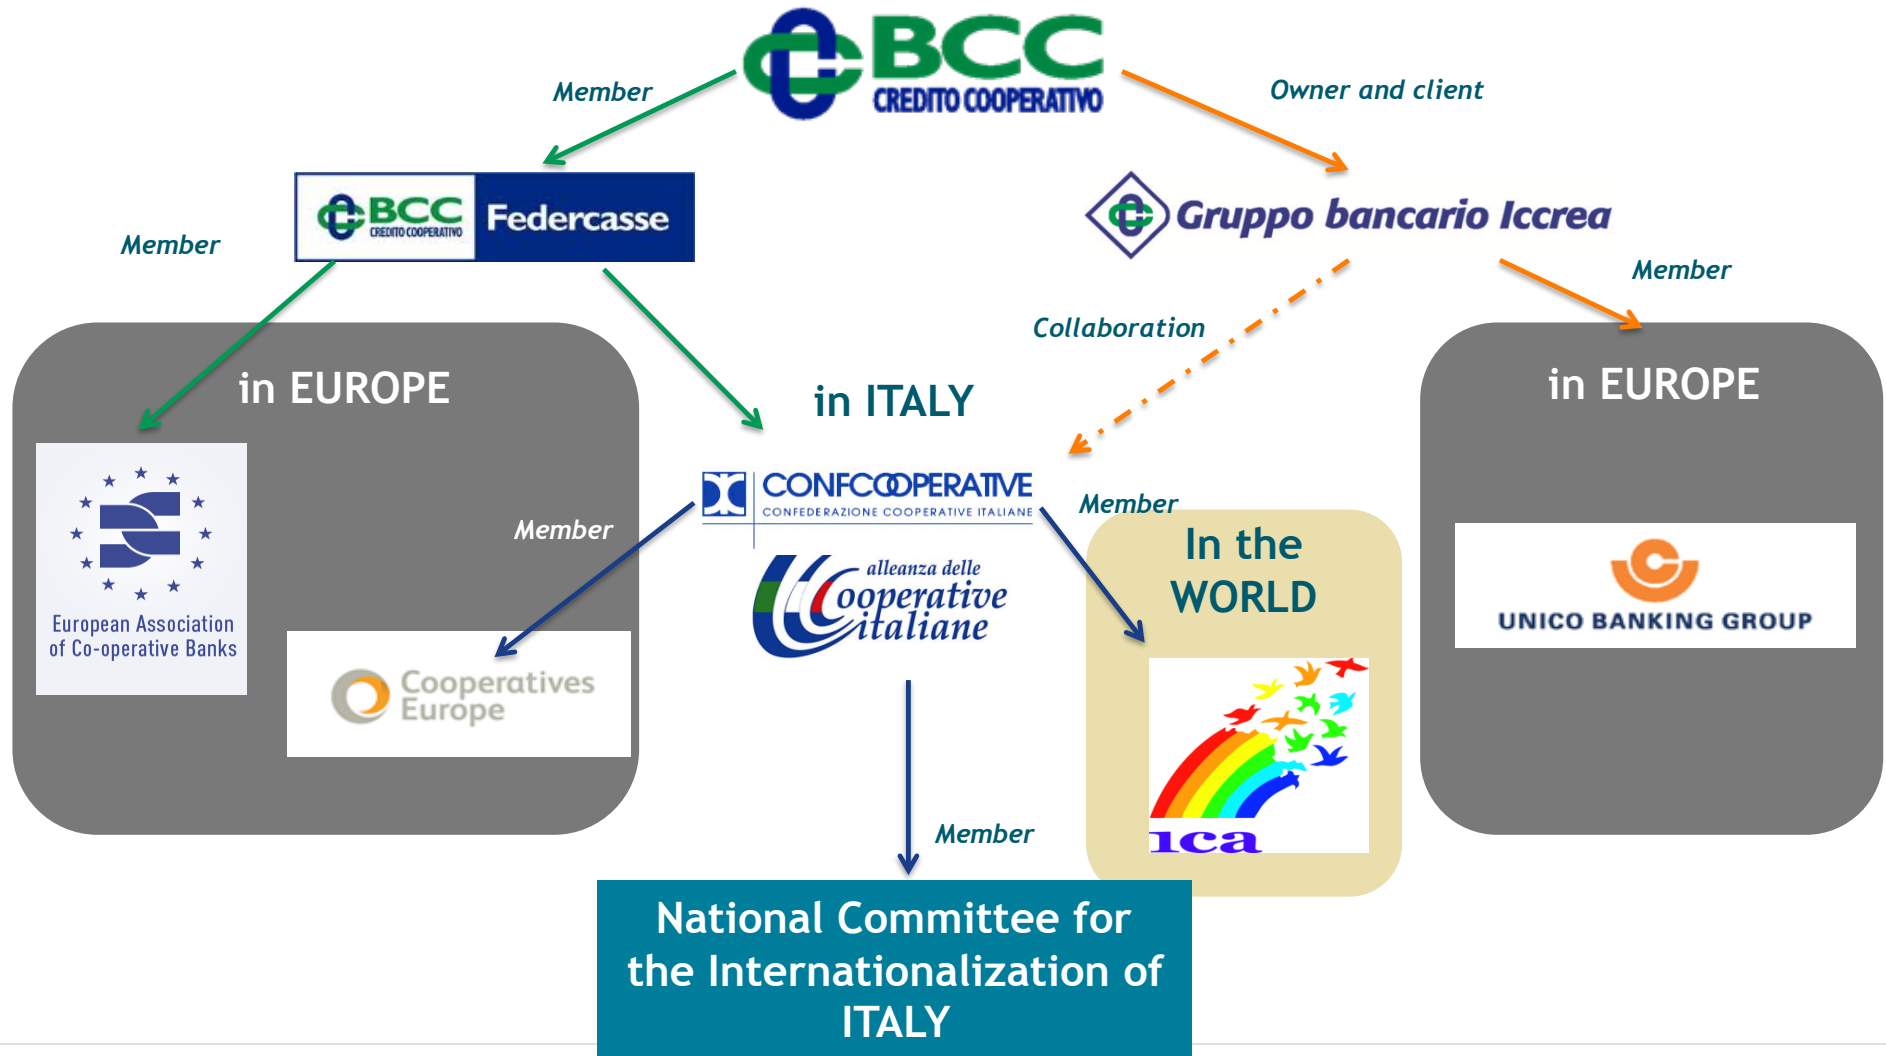 BCC
CREDITO COOPERATIVO
Member
Owner and client
BCC
CREDITO COOPERATIVO
Federcasse
Gruppo bancario Iccrea
Member
Member
Collaboration
in EUROPE
in ITALY
in EUROPE
CONFCOOPERATIVE
CONFEDERAZIONE COOPERATIVE ITALIANE
Member
Member
In the
WORLD
alleanza delle
Cooperative
italiane
European Association
of Co-operative Banks
UNICO BANKING GROUP
Cooperatives
Europe
ica
Member
National Committee for
the Internationalization of
ITALY